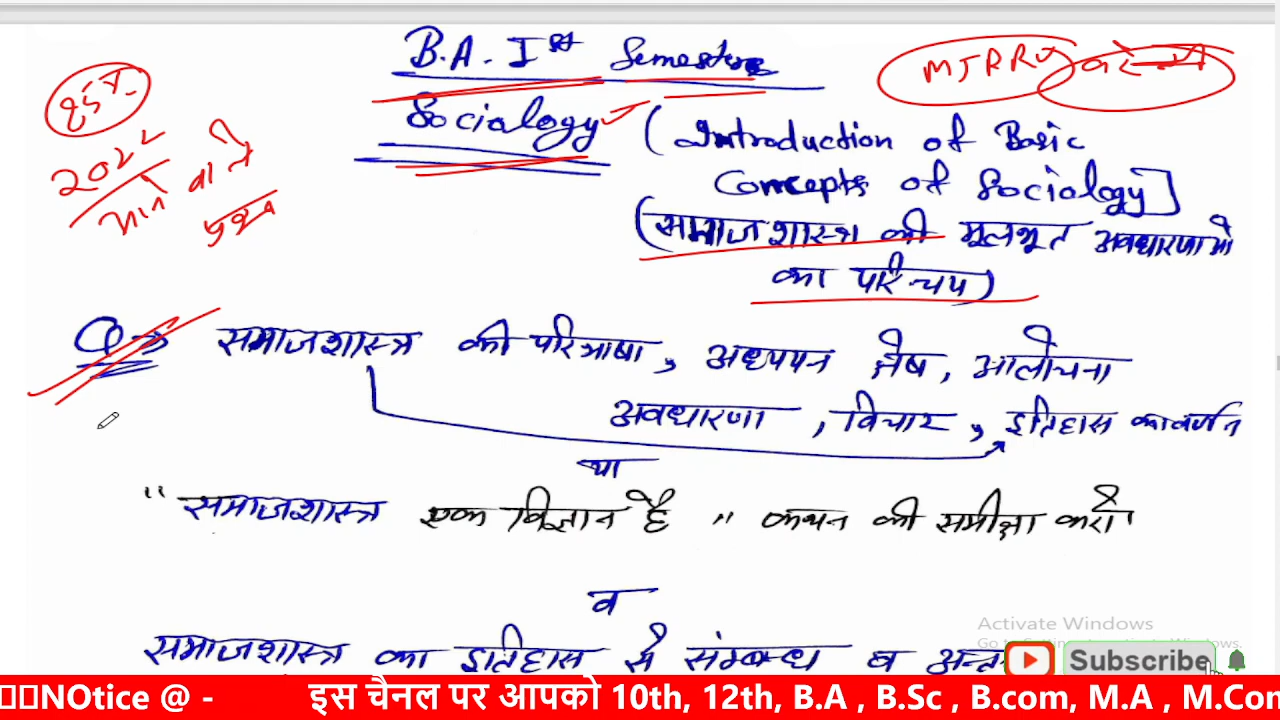 B.A. Ist Semester
MJPRU बरेली
Sociology (Introduction of Basic
Concepts of Sociology]
(समाजशास्त्र की मूलभूत अवधारणाओ
का परिचय)
2022
वाले
प्रश्न
Q→ समाजशास्त्र की परिभाषा, अध्ययन क्षेत्र, आलोचना
अवधारणा, विचार, इतिहास का वर्णन
या
"समाजशास्त्र एक विज्ञान है" कथन की समीक्षा करो
व
समाजशास्त्र का इतिहास से संम्बन्ध व
Activate Windows
Subscribe
NOtice @ - इस चैनल पर आपको 10th, 12th, B.A , B.Sc , B.com, M.A , M.Com